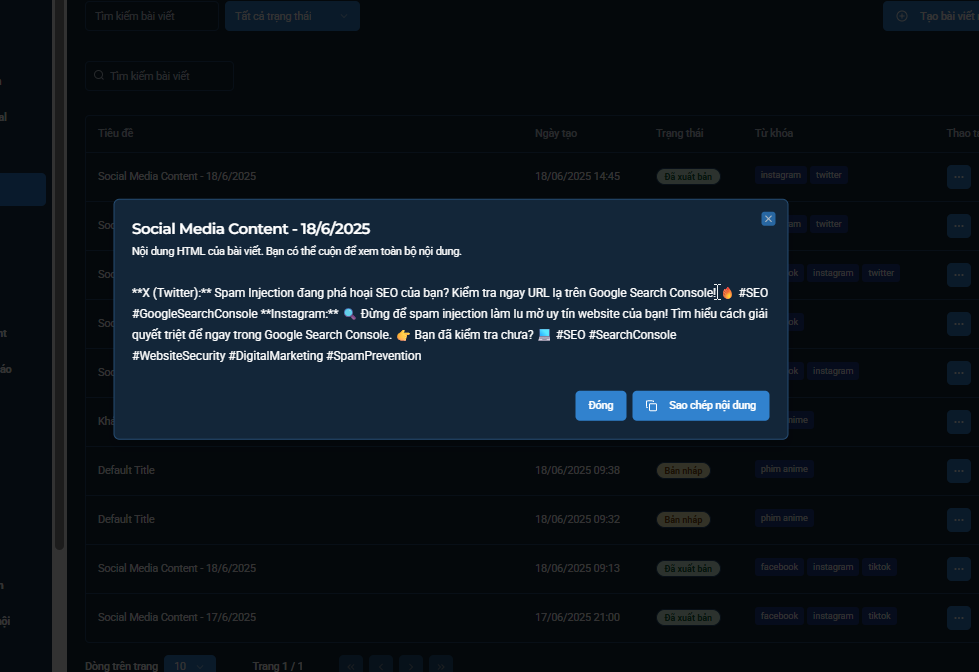 Tìm kiếm bài viết
Tất cả trạng thái
Tạo bài viết
Tìm kiếm bài viết
Tiêu đề Ngày tạo Trạng thái Từ khóa
Social Media Content - 18/6/2025 18/06/2025 14:45 Đã xuất bản instagram twitter
twitter
instagram twitter
instagram
Social Media Content - 18/6/2025
Nội dung HTML của bài viết. Bạn có thể cuộn để xem toàn bộ nội dung.
**X (Twitter):** Spam Injection đang phá hoại SEO của bạn? Kiểm tra ngay URL lạ trên Google Search Console! 🔥 #SEO
#GoogleSearchConsole **Instagram:** 🔍 Đừng để spam injection làm lu mờ uy tín website của bạn! Tìm hiểu cách giải
quyết triệt để ngay trong Google Search Console. 👉 Bạn đã kiểm tra chưa? 💻 #SEO #SearchConsole
#WebsiteSecurity #DigitalMarketing #SpamPrevention
Đóng
Sao chép nội dung
Default Title 18/06/2025 09:38 Bản nháp phim anime
Default Title 18/06/2025 09:32 Bản nháp phim anime
Social Media Content - 18/6/2025 18/06/2025 09:13 Đã xuất bản facebook instagram tiktok
Social Media Content - 17/6/2025 17/06/2025 21:00 Đã xuất bản facebook instagram tiktok
Dòng trên trang 10 Trang 1 / 1